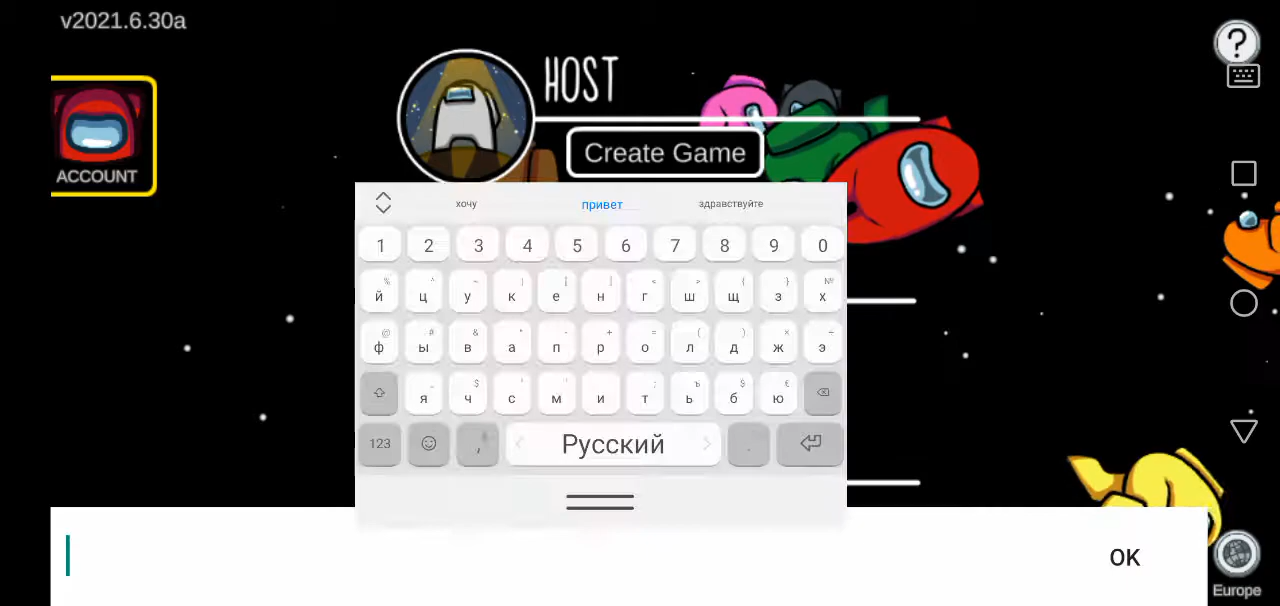 v2021.6.30a
HOST
ACCOUNT
Create Game
?
хочу привет здравствуйте
1 2 3 4 5 6 7 8 9 0
й ц у к е н г ш щ з х
ф ы в а п р о л д ж э
я ч с м и т ь б ю
123 , Русский .
OK
Europe